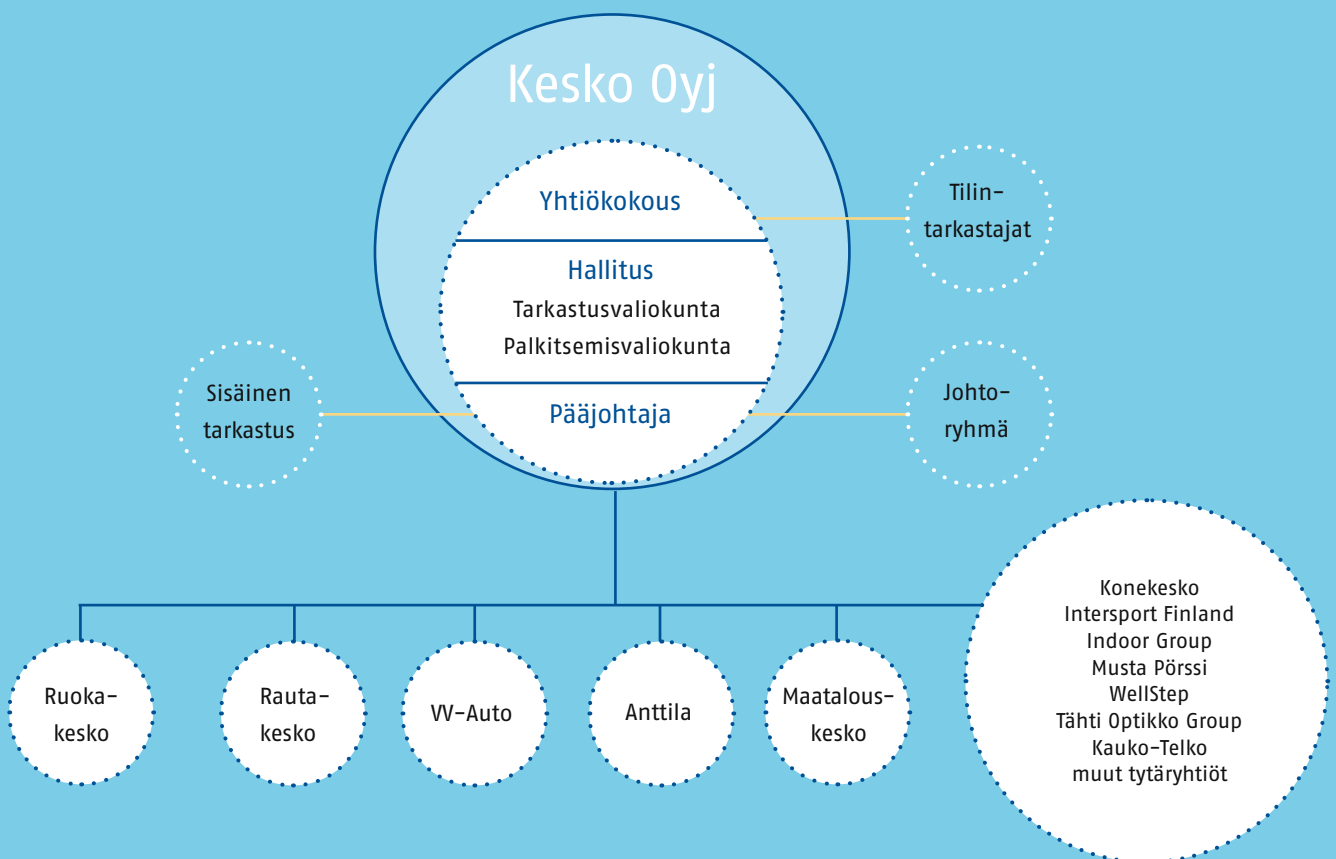 Kesko Oyj
Yhtiökokous
Tilin-
tarkastajat
Hallitus
Tarkastusvaliokunta
Palkitsemisvaliokunta
Sisäinen
tarkastus
Pääjohtaja
Johto-
ryhmä
Ruoka-
kesko
Rauta-
kesko
VV-Auto
Anttila
Maatalous-
kesko
Konekesko
Intersport Finland
Indoor Group
Musta Pörssi
WellStep
Tähti Optikko Group
Kauko-Telko
muut tytäryhtiöt